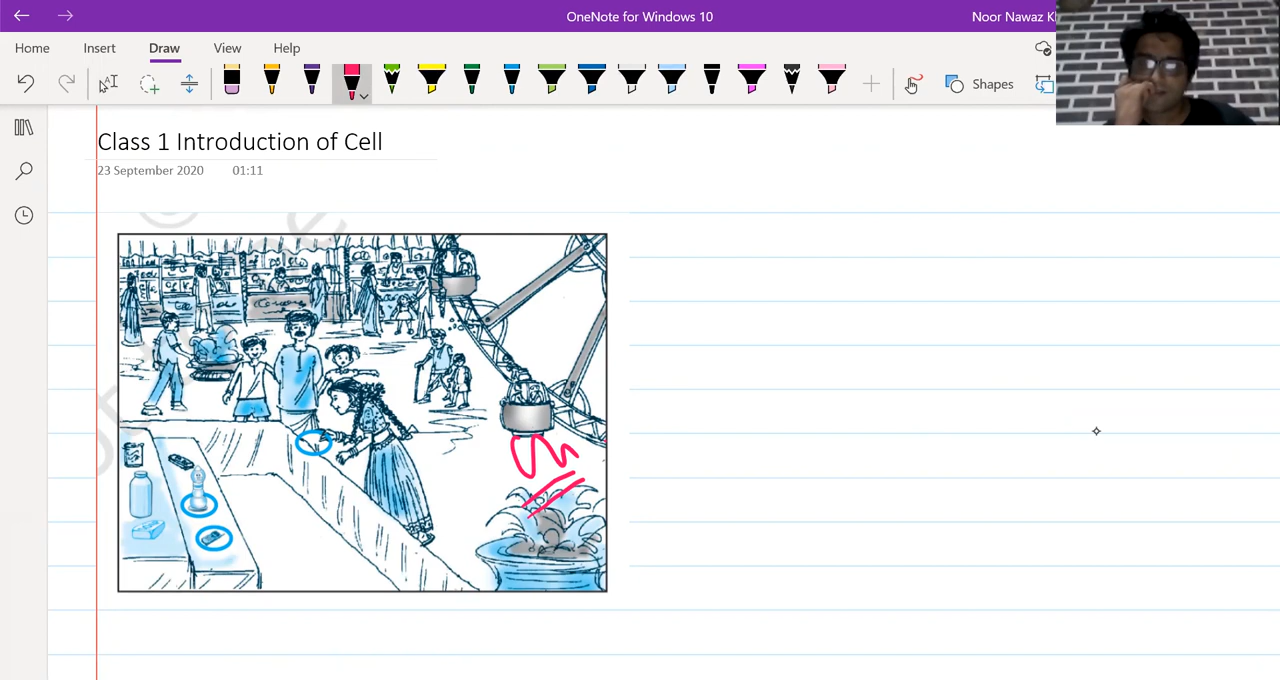 OneNote for Windows 10
Noor Nawaz Kh
Home
Insert
Draw
View
Help
Shapes
Class 1 Introduction of Cell
23 September 2020
01:11